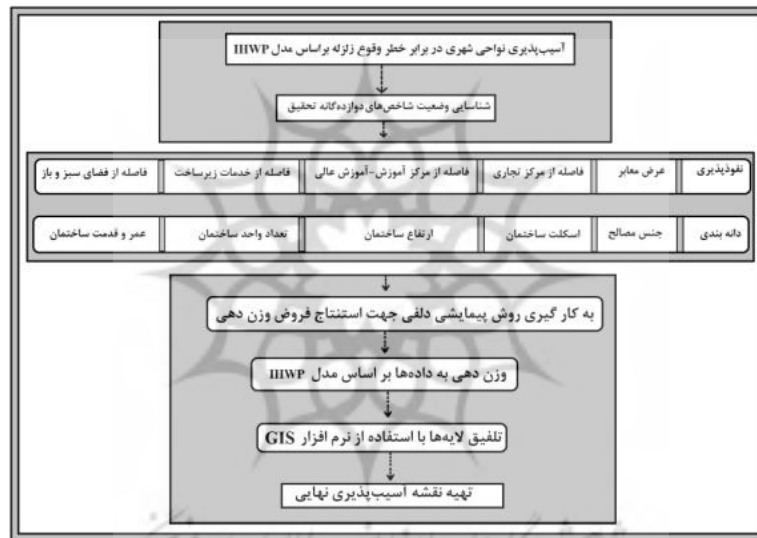 آسیب‌پذیری نواحی شهری در برابر خطر وقوع زلزله براساس مدل IHWP
شناسایی وضعیت شاخص‌های دوازده‌گانه تحقیق
نفوذپذیری عرض معابر فاصله از مرکز تجاری فاصله از مرکز آموزش-آموزش عالی فاصله از خدمات زیرساخت فاصله از فضای سبز و باز
دانه بندی جنس مصالح اسکلت ساختمان ارتفاع ساختمان تعداد واحد ساختمان عمر و قدمت ساختمان
به کار گیری روش پیمایشی دلفی جهت استنتاج فروض وزن دهی
وزن دهی به داده‌ها بر اساس مدل IHWP
تلفیق لایه‌ها با استفاده از نرم افزار GIS
تهیه نقشه آسیب‌پذیری نهایی